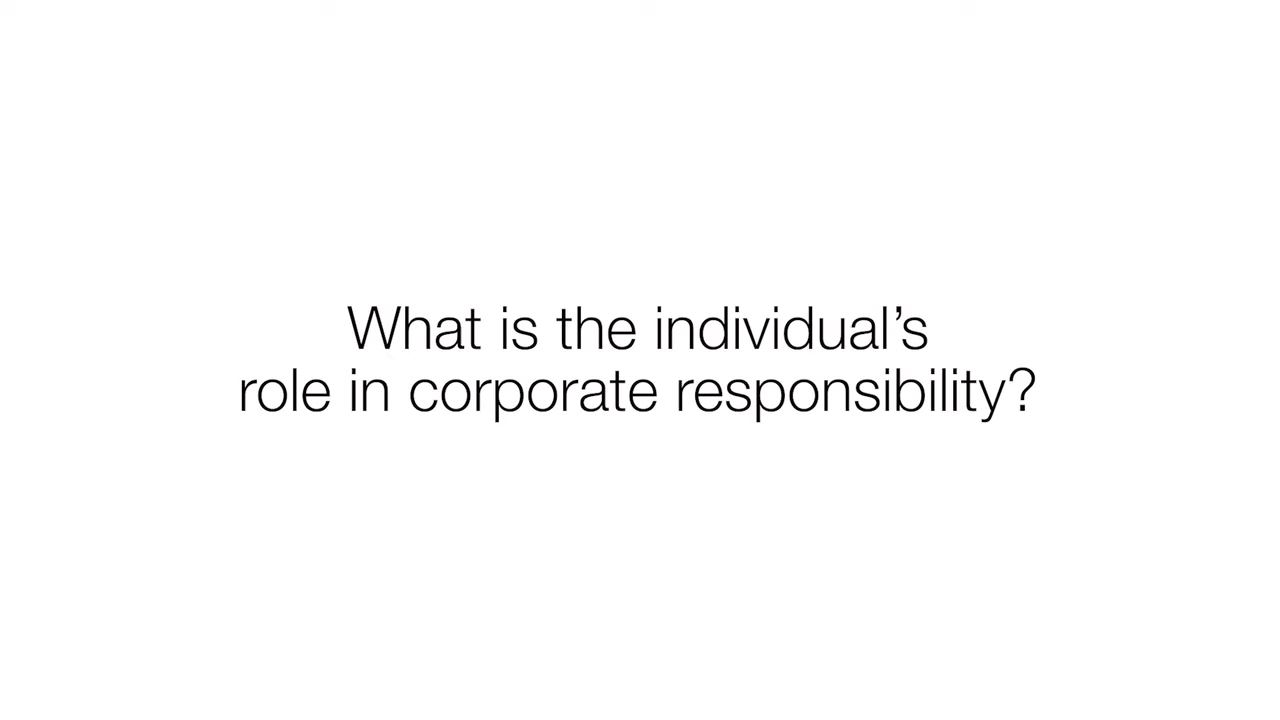 What is the individual’s
role in corporate responsibility?